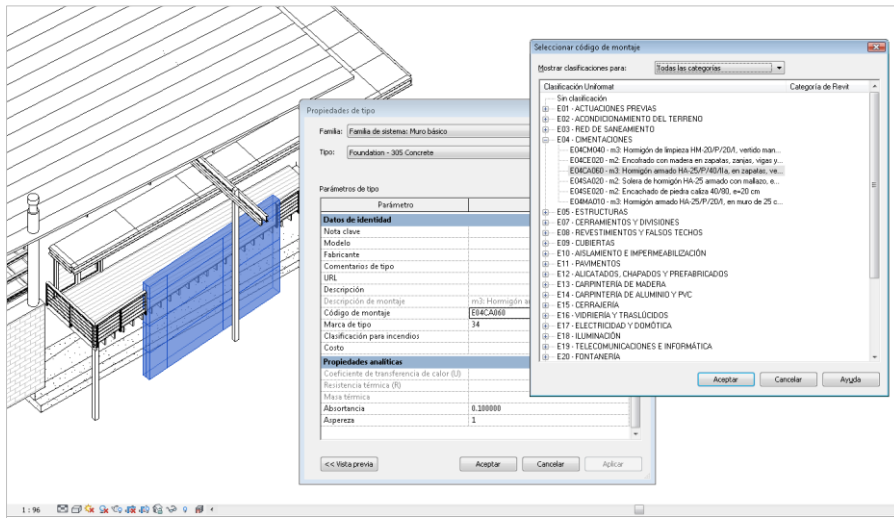 Propiedades de tipo
Familia: Familia de sistema: Muro básico
Tipo: Foundation - 305 Concrete
Parámetros de tipo
Parámetro
Datos de identidad
Nota clave
Modelo
Fabricante
Comentarios de tipo
URL
Descripción
Descripción de montaje m3: Hormigón a
Código de montaje E04CA060
Marca de tipo 34
Clasificación para incendios
Costo
Propiedades analíticas
Coeficiente de transferencia de calor (U)
Resistencia térmica (R)
Masa térmica
Absortancia 0.100000
Aspereza 1
<< Vista previa Aceptar Cancelar Aplicar
Seleccionar código de montaje
Mostrar clasificaciones para: Todas las categorías
Clasificación Uniformat Categoría de Revit
Sin clasificación
E01 - ACTUACIONES PREVIAS
E02 - ACONDICIONAMIENTO DEL TERRENO
E03 - RED DE SANEAMIENTO
E04 - CIMENTACIONES
E04CM040 - m3: Hormigón de limpieza HM-20/P/20/I, vertido man...
E04CE020 - m2: Encofrado con madera en zapatas, zanjas, vigas y...
E04CA060 - m3: Hormigón armado HA-25/P/40/IIa, en zapatas, ve...
E04SA020 - m2: Solera de hormigón HA-25 armado con mallazo, e...
E04SE020 - m2: Encachado de piedra caliza 40/80, e=20 cm
E04MA010 - m3: Hormigón armado HA-25/P/20/I, en muro de 25 c...
E05 - ESTRUCTURAS
E07 - CERRAMIENTOS Y DIVISIONES
E08 - REVESTIMIENTOS Y FALSOS TECHOS
E09 - CUBIERTAS
E10 - AISLAMIENTO E IMPERMEABILIZACIÓN
E11 - PAVIMENTOS
E12 - ALICATADOS, CHAPADOS Y PREFABRICADOS
E13 - CARPINTERÍA DE MADERA
E14 - CARPINTERÍA DE ALUMINIO Y PVC
E15 - CERRAJERÍA
E16 - VIDRIERÍA Y TRASLÚCIDOS
E17 - ELECTRICIDAD Y DOMÓTICA
E18 - ILUMINACIÓN
E19 - TELECOMUNICACIONES E INFORMÁTICA
E20 - FONTANERÍA
Aceptar Cancelar Ayuda
1 : 96